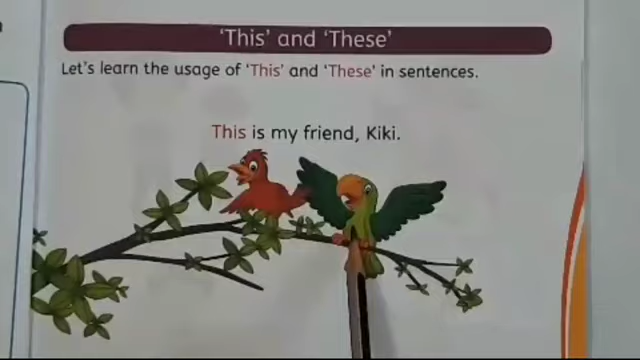 'This' and 'These'
Let's learn the usage of 'This' and 'These' in sentences.
This is my friend, Kiki.